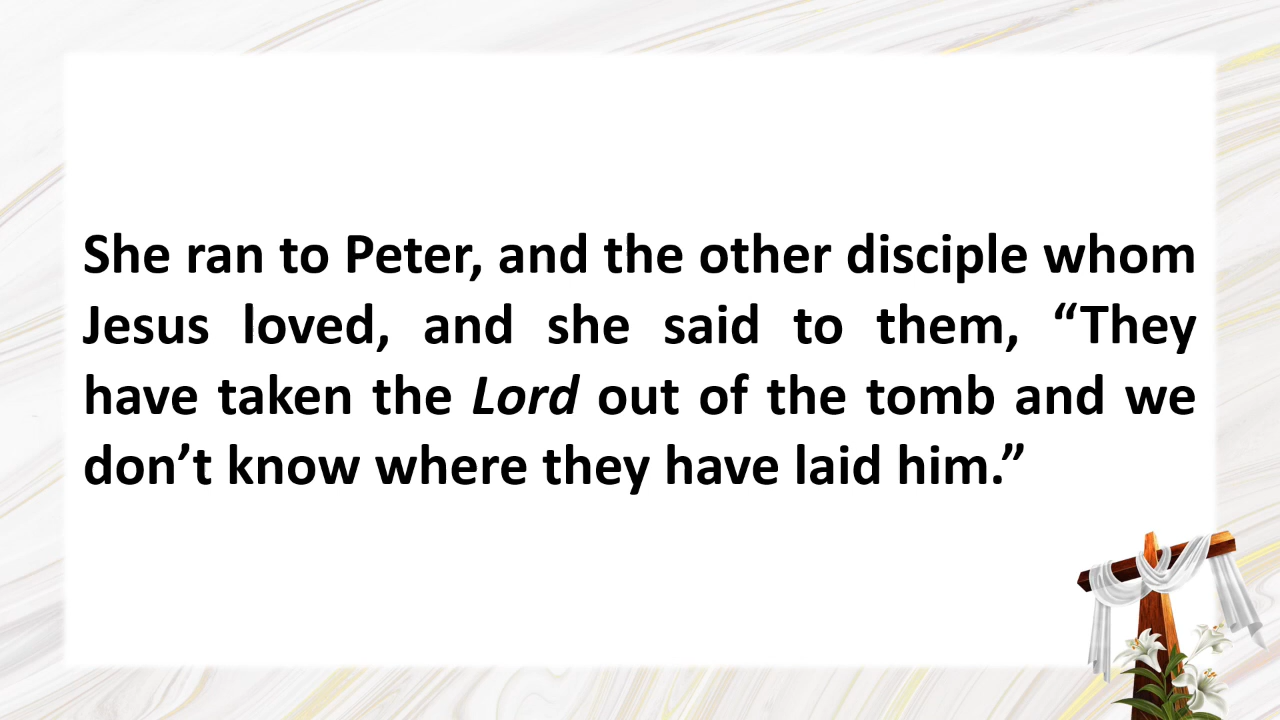 She ran to Peter, and the other disciple whom
Jesus loved, and she said to them, “They
have taken the Lord out of the tomb and we
don’t know where they have laid him.”